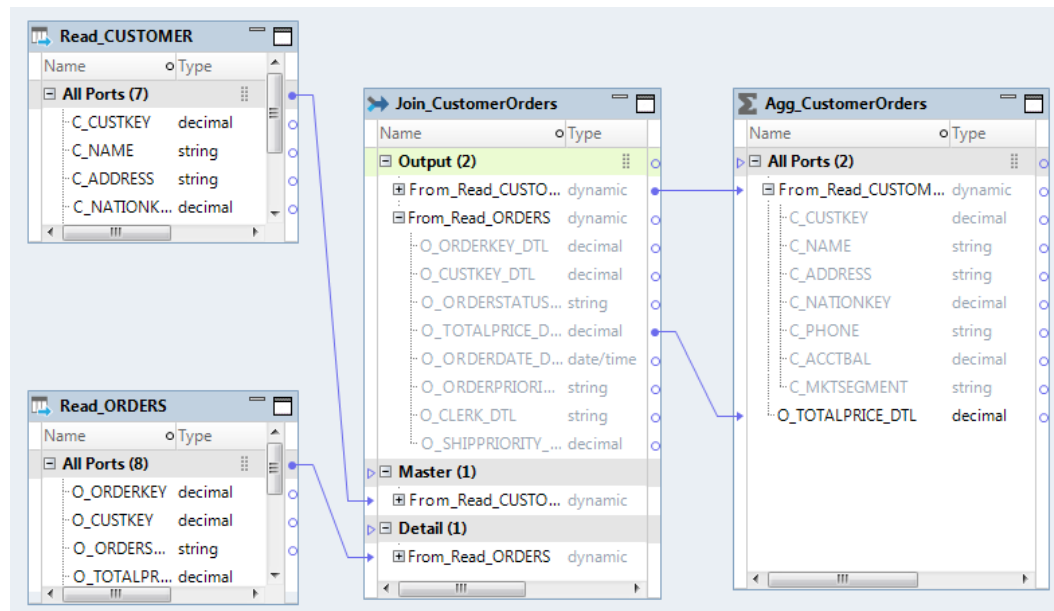 Read_CUSTOMER
Name Type
All Ports (7)
C_CUSTKEY decimal
C_NAME string
C_ADDRESS string
C_NATIONK... decimal
Read_ORDERS
Name Type
All Ports (8)
O_ORDERKEY decimal
O_CUSTKEY decimal
O_ORDERS... string
O_TOTALPR... decimal
Join_CustomerOrders
Name Type
Output (2)
From_Read_CUSTO... dynamic
From_Read_ORDERS dynamic
O_ORDERKEY_DTL decimal
O_CUSTKEY_DTL decimal
O_ORDERSTATUS... string
O_TOTALPRICE_D... decimal
O_ORDERDATE_D... date/time
O_ORDERPRIORI... string
O_CLERK_DTL string
O_SHIPPRIORITY_... decimal
Master (1)
From_Read_CUSTO... dynamic
Detail (1)
From_Read_ORDERS dynamic
Agg_CustomerOrders
Name Type
All Ports (2)
From_Read_CUSTOM... dynamic
C_CUSTKEY decimal
C_NAME string
C_ADDRESS string
C_NATIONKEY decimal
C_PHONE string
C_ACCTBAL decimal
C_MKTSEGMENT string
O_TOTALPRICE_DTL decimal